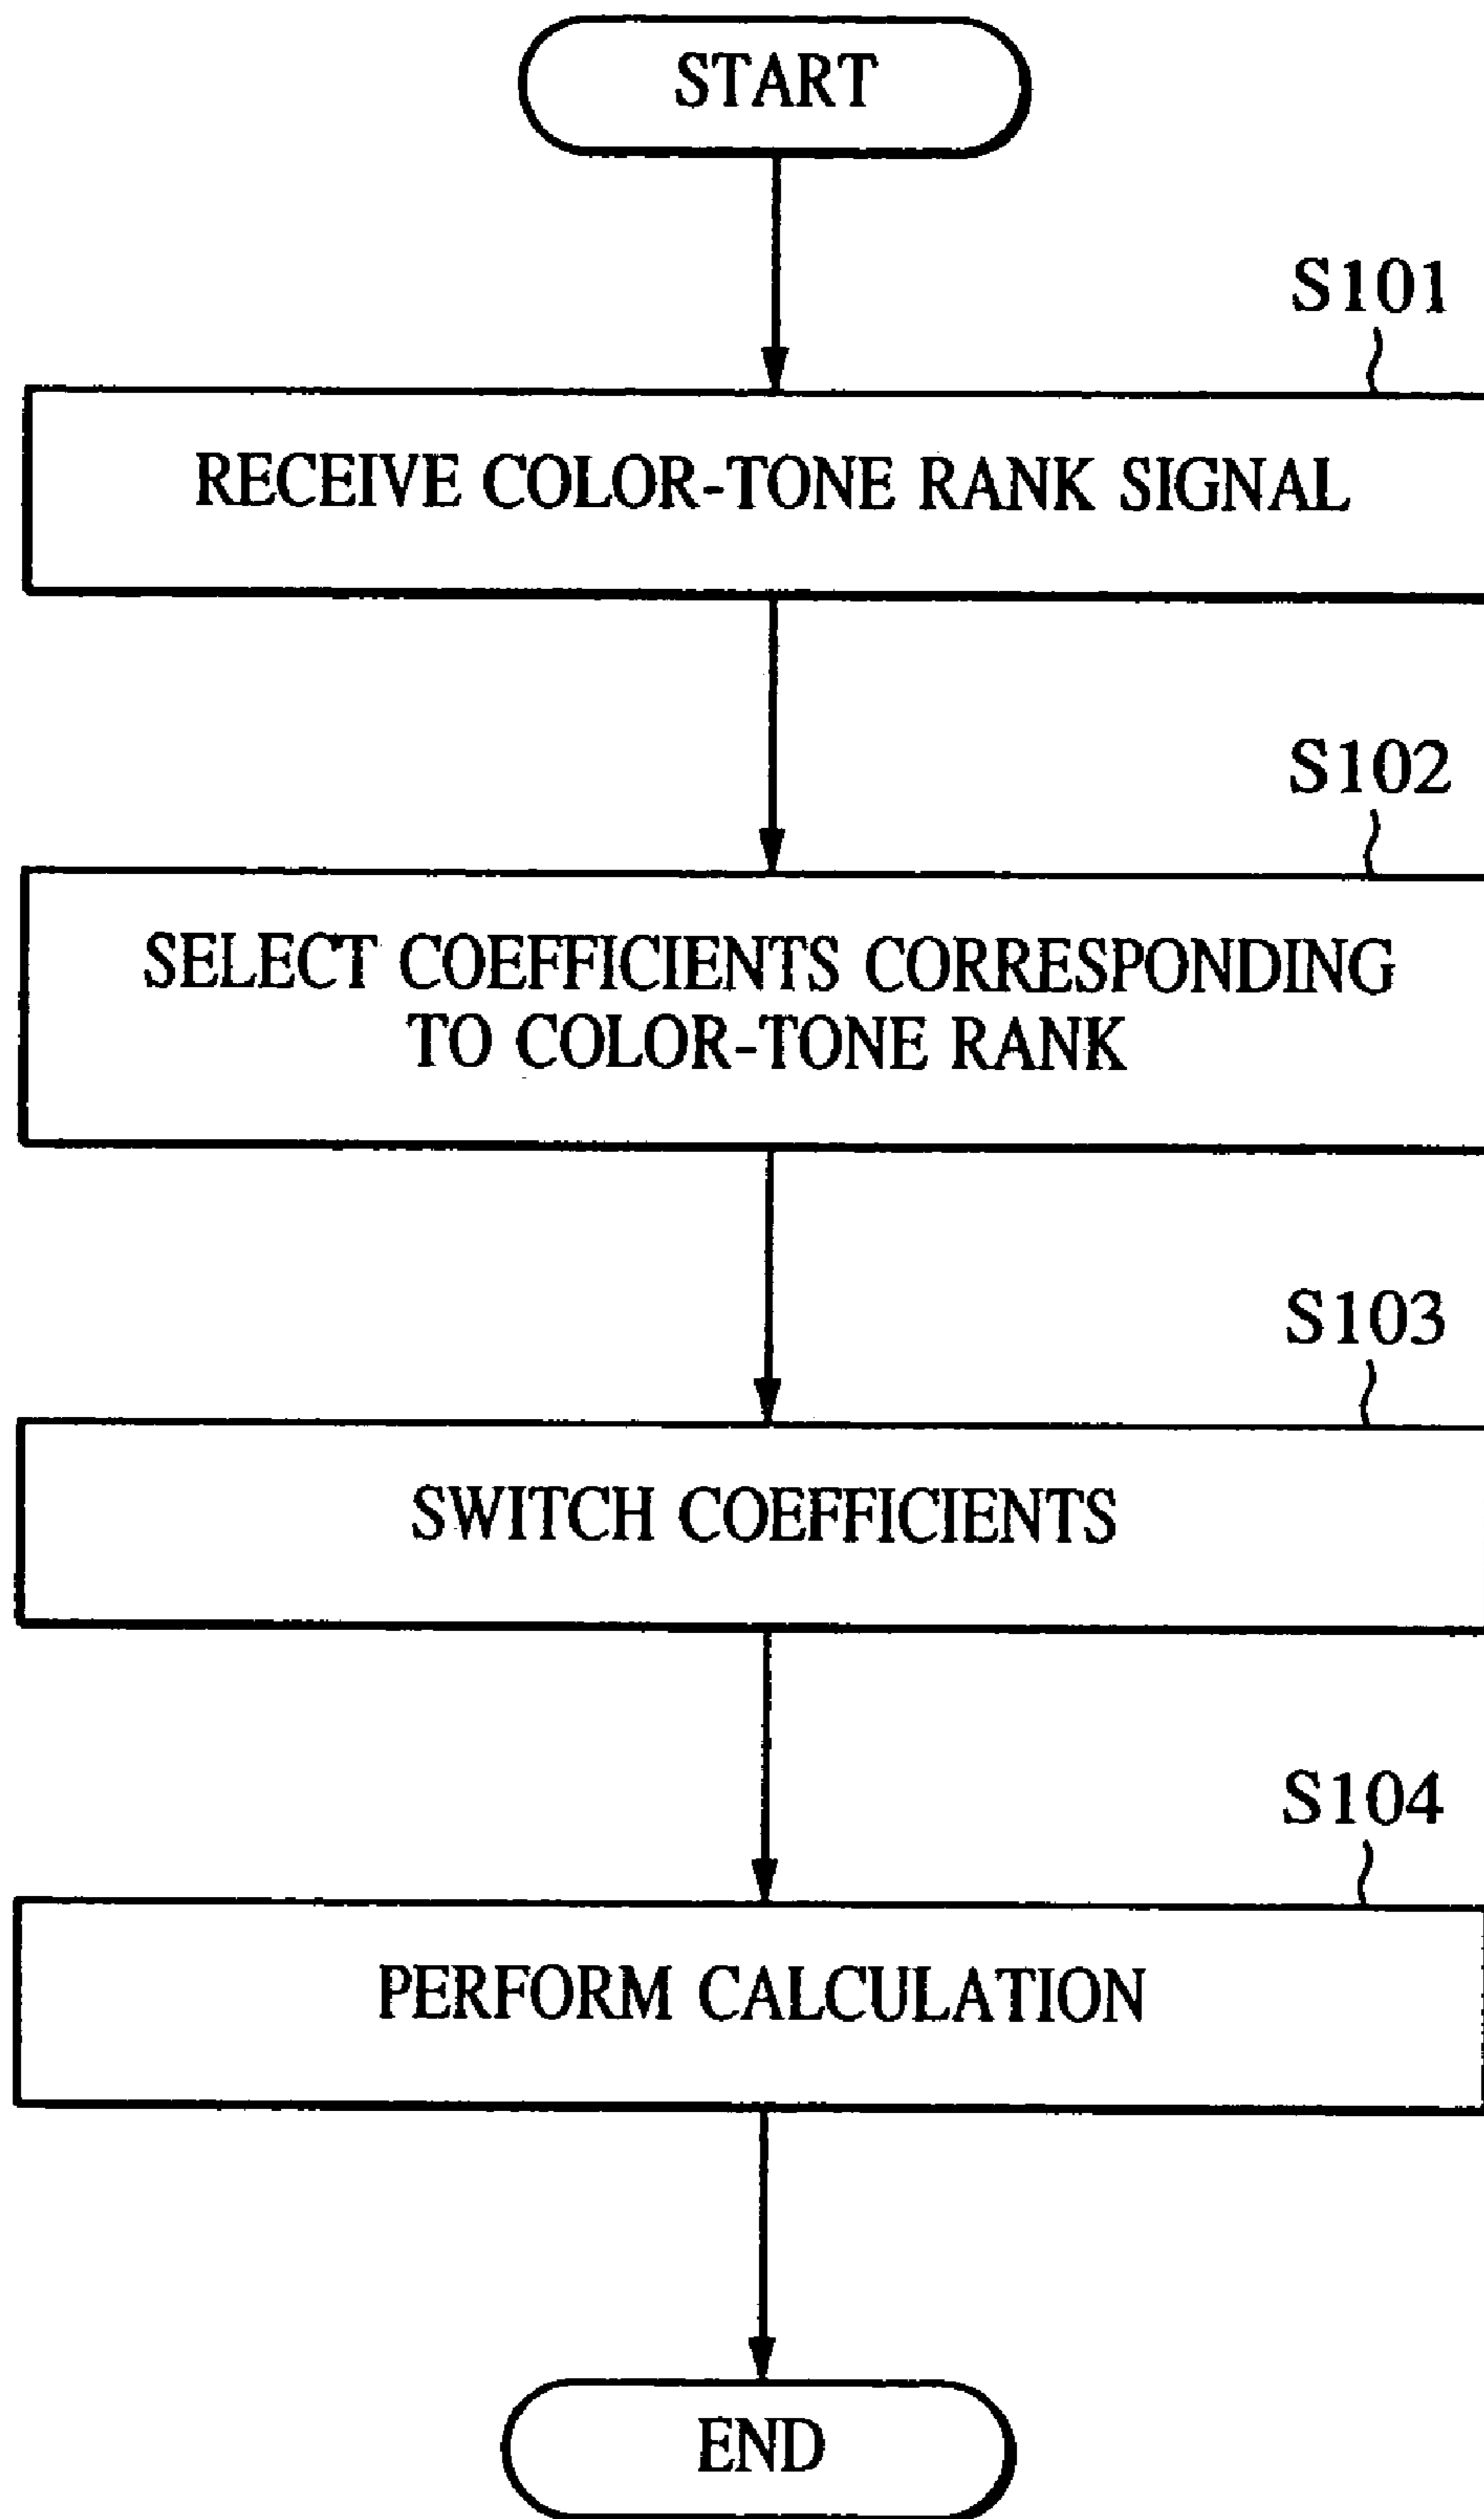 START
S101
RECEIVE COLOR-TONE RANK SIGNAL
S102
SELECT COEFFICIENTS CORRESPONDING
TO COLOR-TONE RANK
S103
SWITCH COEFFICIENTS
S104
PERFORM CALCULATION
END